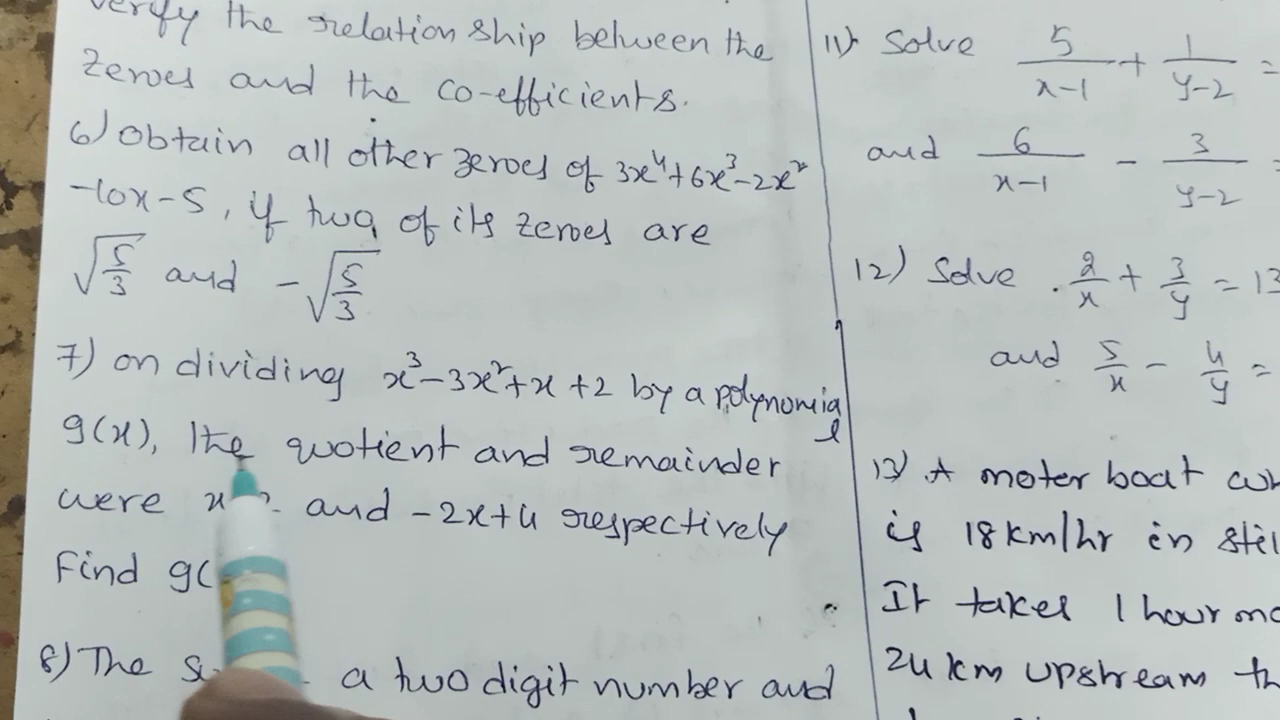 verify the relation ship between the
zeroes and the co-efficients.
6) Obtain all other zeroes of 3x⁴+6x³-2x²
-10x-5, if two of its zeroes are
√5/3 and -√5/3
7) on dividing x³-3x²+x+2 by a polynomial
g(x), the quotient and remainder
were x 2 and -2x+4 respectively
Find g(
8) The a two digit number and
11) Solve 5/x-1 + 1/y-2 =
and 6/x-1 - 3/y-2 =
12) Solve 2/x + 3/y = 13
and 5/x - 4/y =
13) A moter boat
is 18 km/hr in
It takes 1 hour
24 km upstream